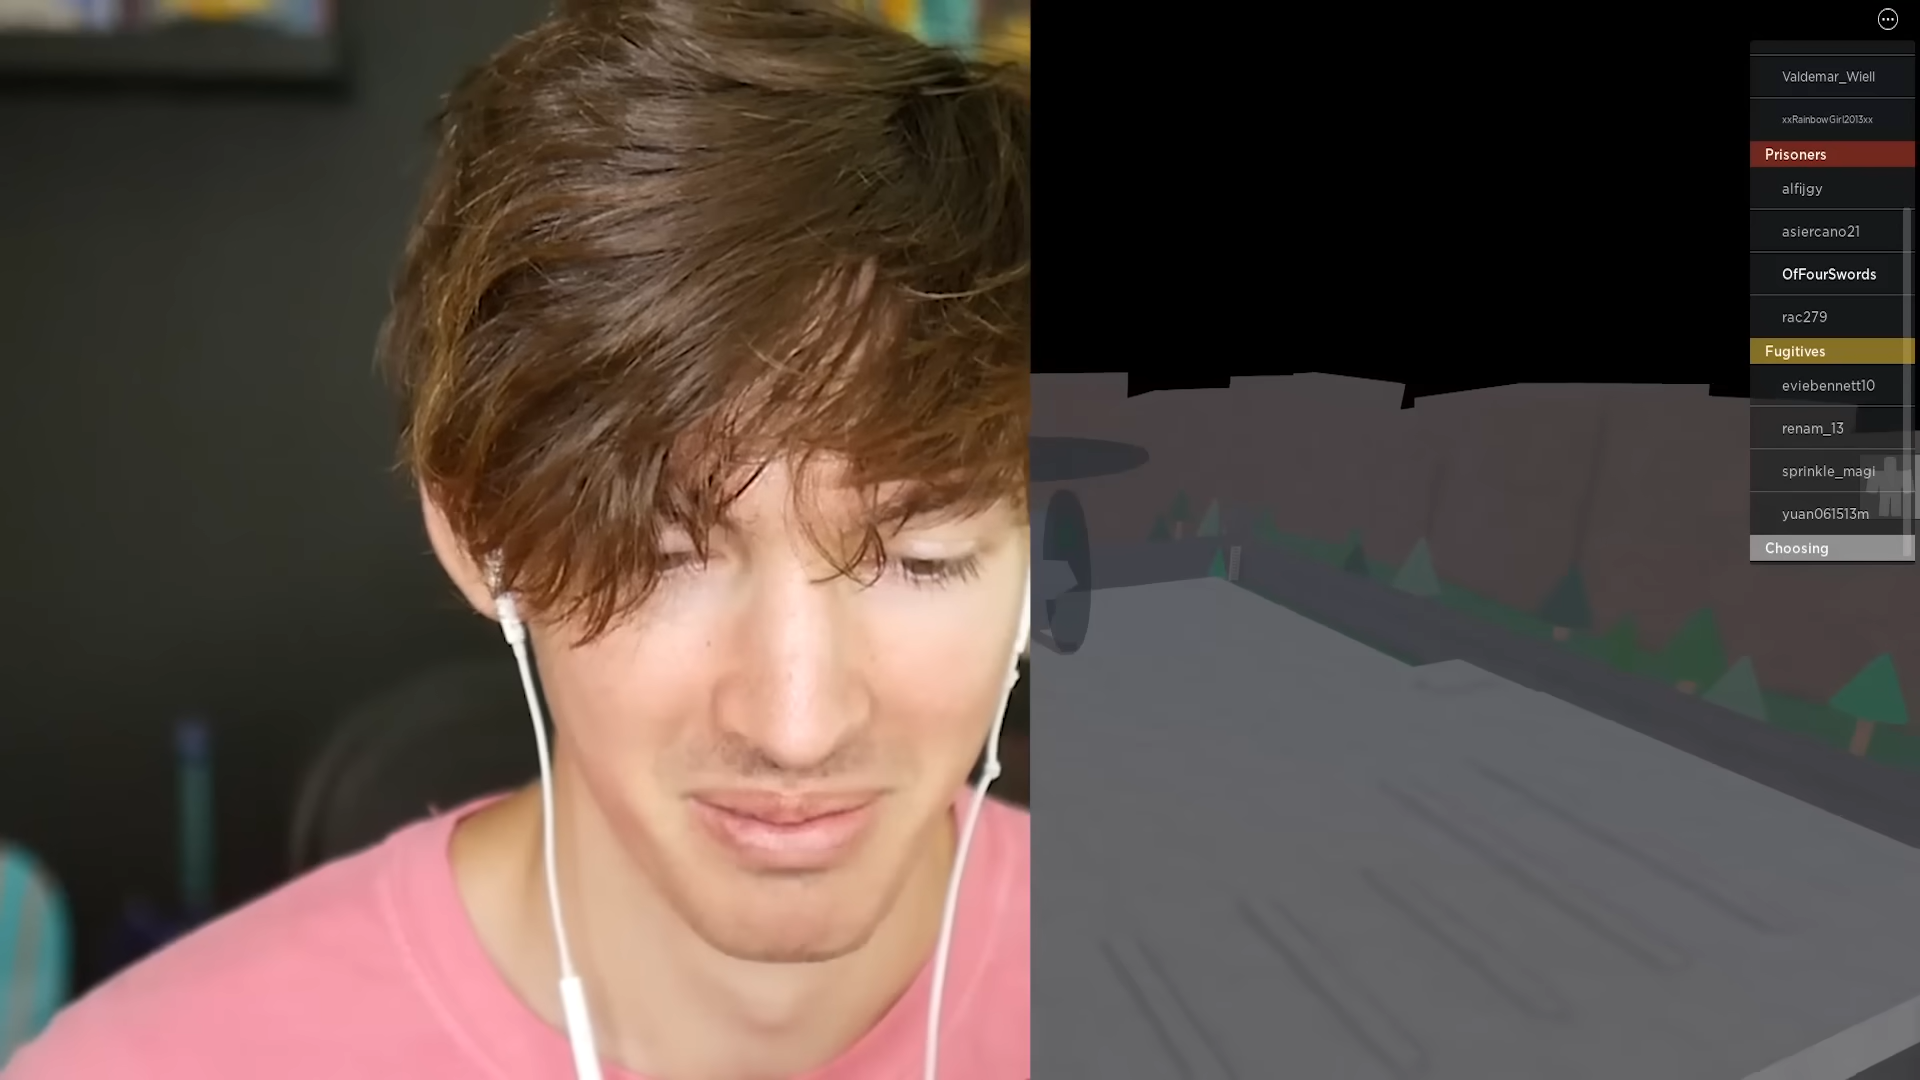 Valdemar_Wiell
xxRainbowGirl2013xx
Prisoners
alfijgy
asiercano21
OfFourSwords
rac279
Fugitives
eviebennett10
renam_13
sprinkle_magi
yuan061513m
Choosing